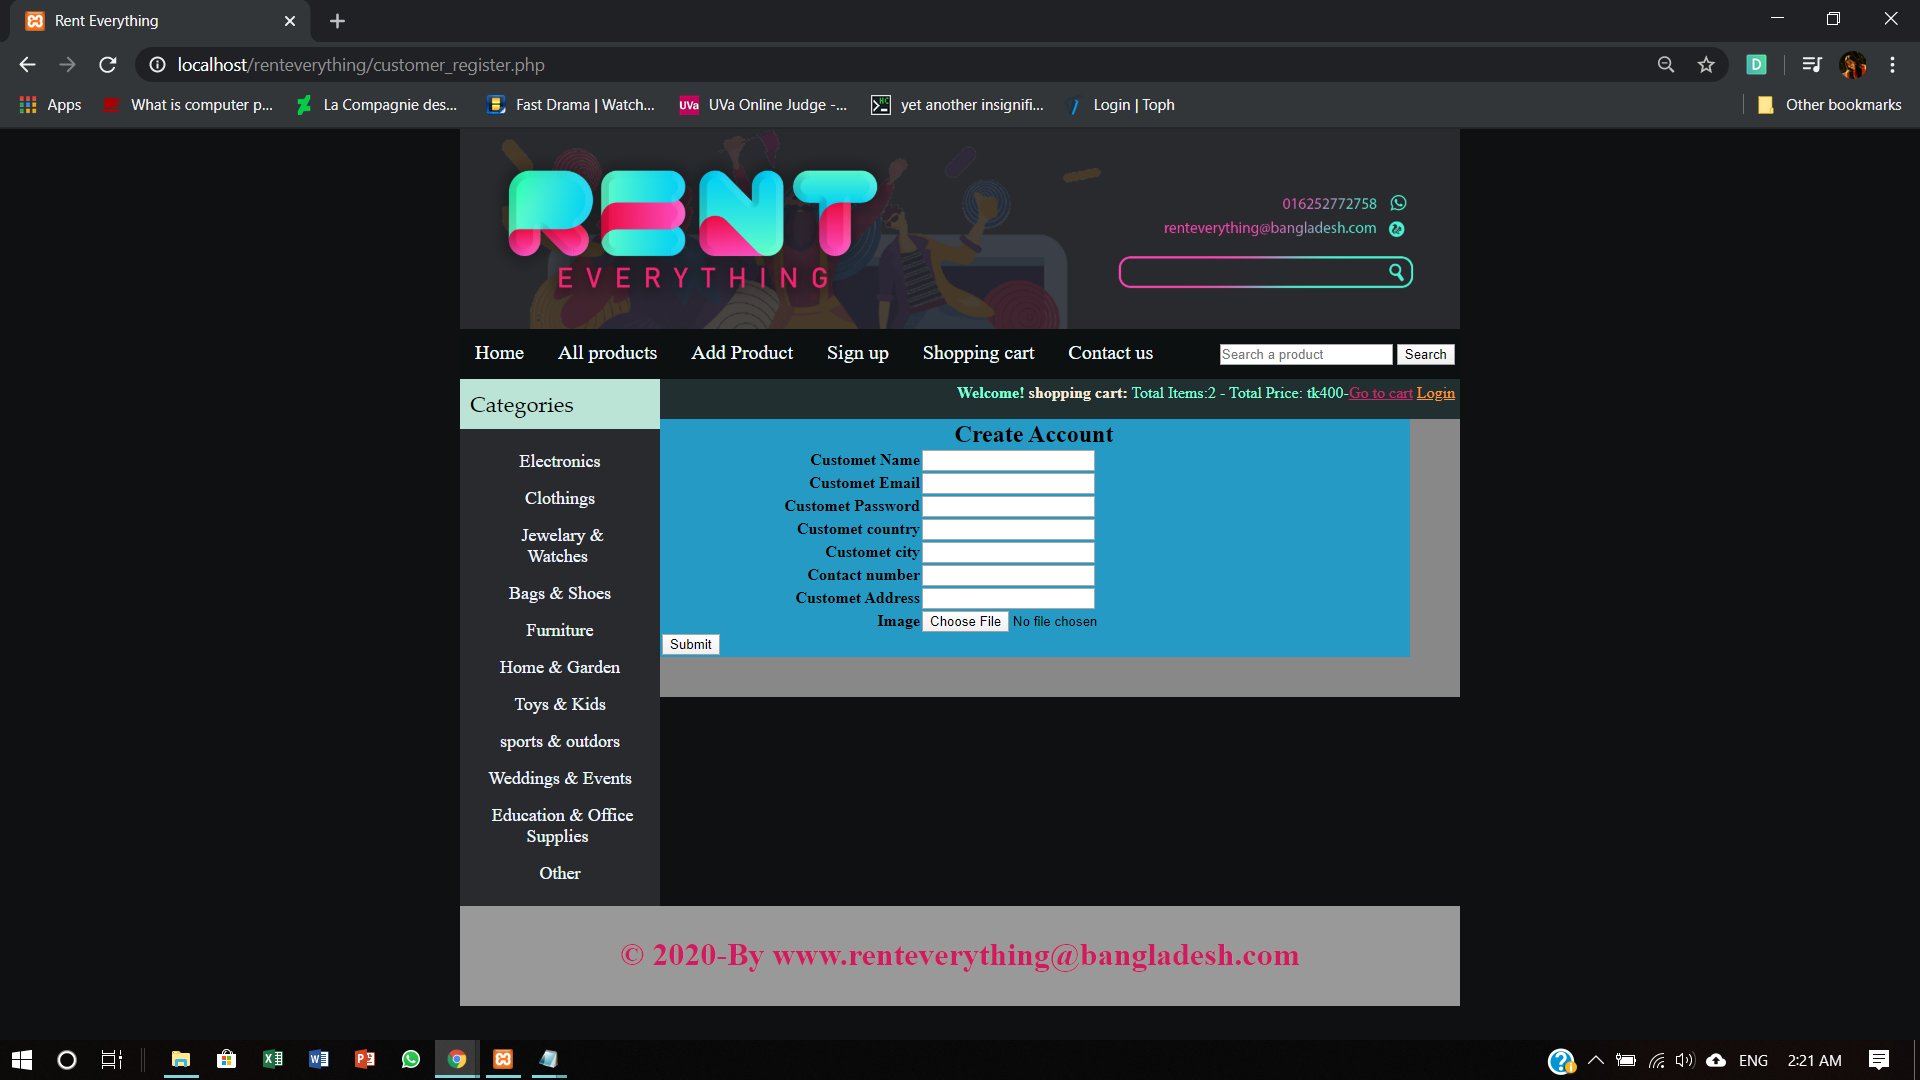 Rent Everything
localhost/renteverything/customer_register.php
D
Apps
What is computer p...
La Compagnie des...
Fast Drama | Watch...
UVa
UVa Online Judge -...
yet another insignifi...
Login | Toph
Other bookmarks
RENT
EVERYTHING
016252772758
renteverything@bangladesh.com
Home
All products
Add Product
Sign up
Shopping cart
Contact us
Search a product
Search
Categories
Welcome! shopping cart: Total Items:2 - Total Price: tk400-Go to cart Login
Electronics
Clothings
Jewelary &
Watches
Bags & Shoes
Furniture
Home & Garden
Toys & Kids
sports & outdors
Weddings & Events
Education & Office
Supplies
Other
Create Account
Customet Name
Customet Email
Customet Password
Customet country
Customet city
Contact number
Customet Address
Image Choose File No file chosen
Submit
© 2020-By www.renteverything@bangladesh.com
ENG
2:21 AM